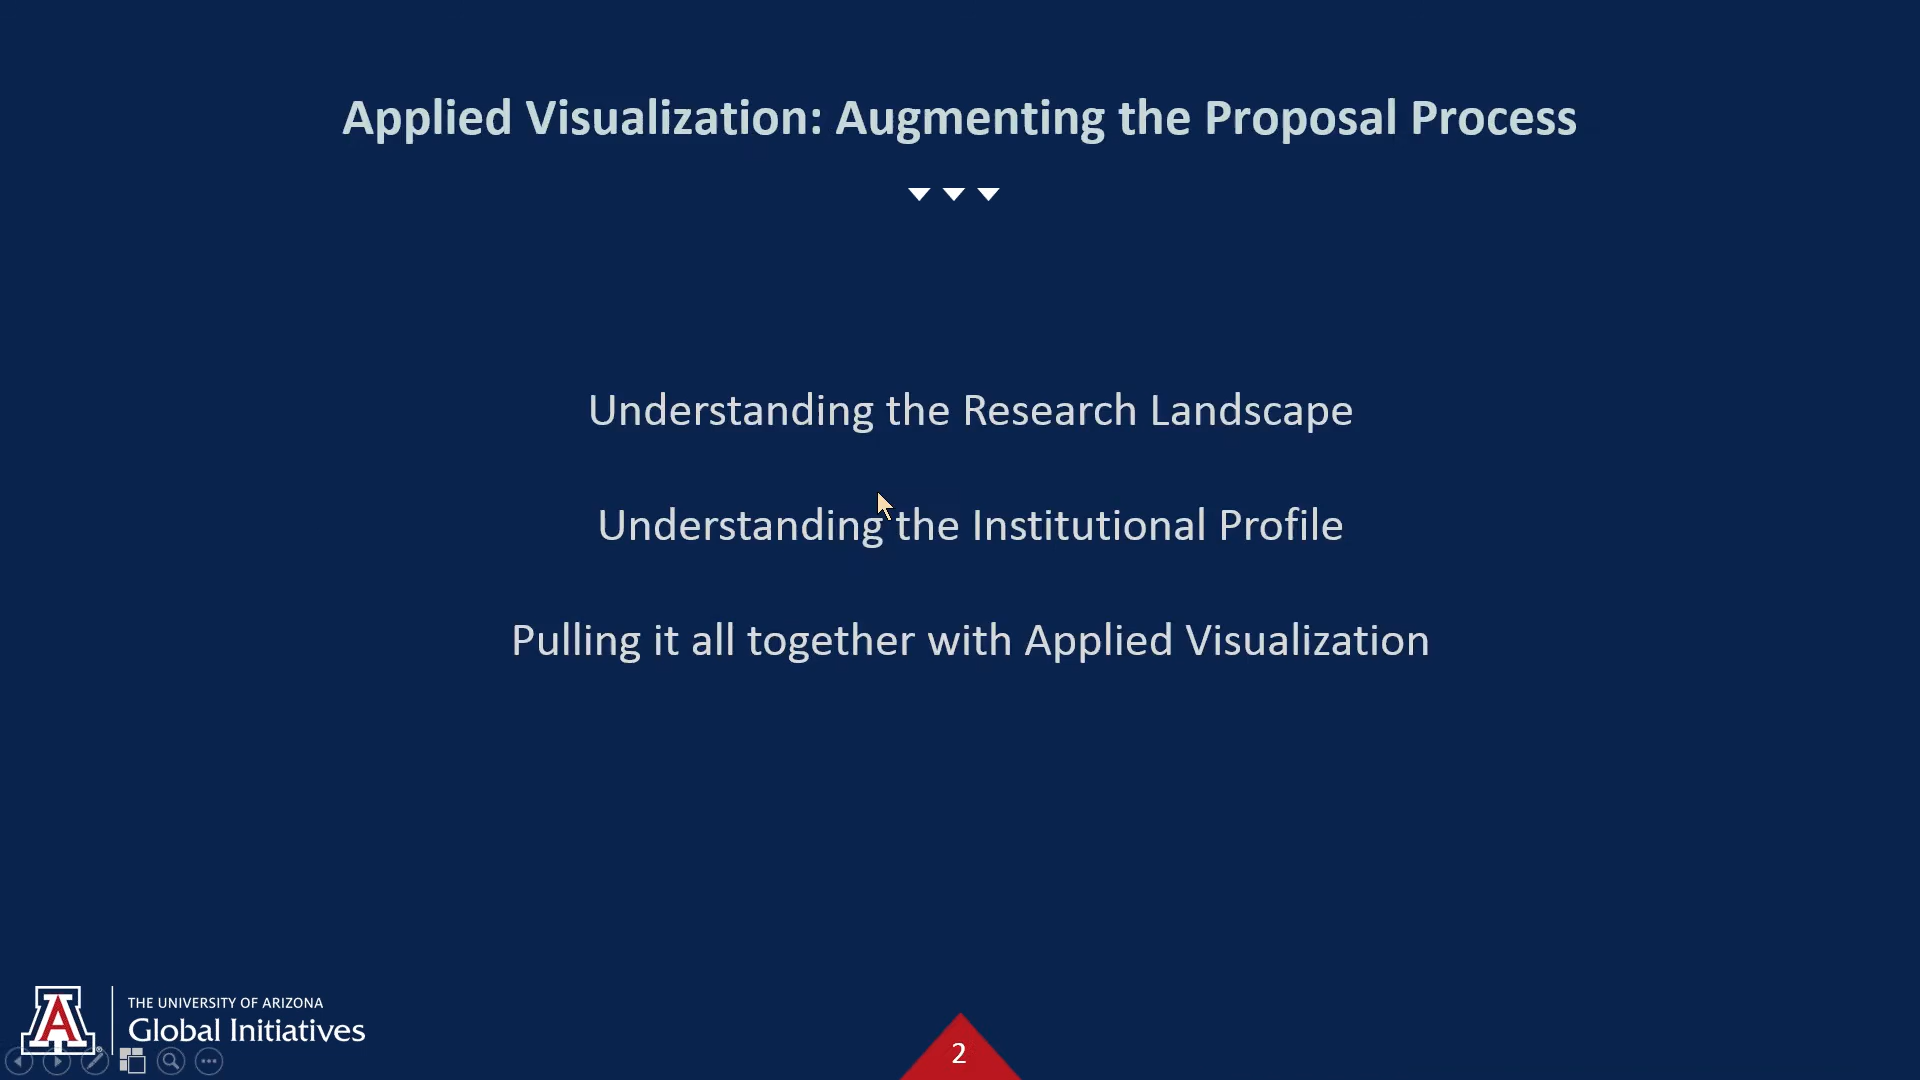 Applied Visualization: Augmenting the Proposal Process
Understanding the Research Landscape
Understanding the Institutional Profile
Pulling it all together with Applied Visualization
A
THE UNIVERSITY OF ARIZONA
Global Initiatives
2